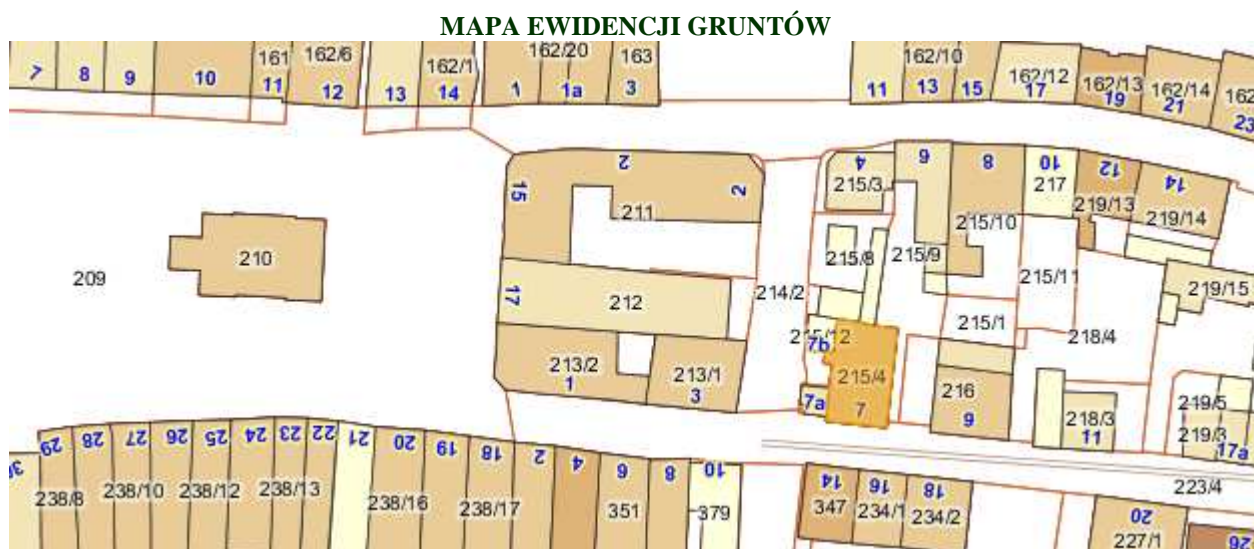 MAPA EWIDENCJI GRUNTÓW
162/6 161 162/1 162/20 163 162/10 162/12 162/13 162/14 162
7 8 9 10 11 12 13 14 1 1a 3 11 13 15 17 19 21 23
2 4 6 8 10 12 14
15 2 215/3 217 219/13 219/14
211 215/10
209 210 215/8 215/9 215/11 219/15
17 212 214/2 215/1 218/4
215/12
7b
213/2 213/1 215/4 216 219/5
1 3 7a 7 9 218/3 219/3
11 17a
29 28 27 26 25 24 23 22 21 20 19 18 2 4 6 8 10 14 16 18
238/8 238/10 238/12 238/13 238/16 238/17 351 379 347 234/1 234/2 223/4
30 20 227/1 26